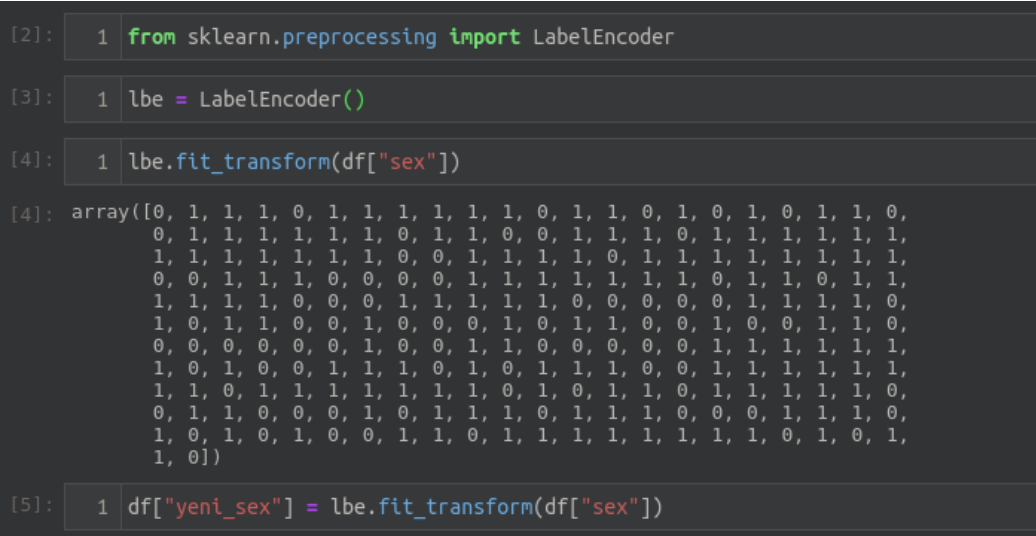 [2]: 1 from sklearn.preprocessing import LabelEncoder
[3]: 1 lbe = LabelEncoder()
[4]: 1 lbe.fit_transform(df["sex"])
[4]: array([0, 1, 1, 1, 0, 1, 1, 1, 1, 1, 1, 0, 1, 1, 0, 1, 0, 1, 0, 1, 1, 0,
0, 1, 1, 1, 1, 1, 1, 0, 1, 1, 0, 0, 1, 1, 1, 0, 1, 1, 1, 1, 1, 1,
1, 1, 1, 1, 1, 1, 1, 0, 0, 1, 1, 1, 1, 0, 1, 1, 1, 1, 1, 1, 1, 1,
0, 0, 1, 1, 1, 0, 0, 0, 0, 1, 1, 1, 1, 1, 1, 1, 0, 1, 1, 0, 1, 1,
1, 1, 1, 1, 0, 0, 0, 1, 1, 1, 1, 1, 0, 0, 0, 0, 0, 1, 1, 1, 1, 0,
1, 0, 1, 1, 0, 0, 1, 0, 0, 0, 1, 0, 1, 1, 0, 0, 1, 0, 0, 1, 1, 0,
0, 0, 0, 0, 0, 0, 1, 0, 0, 1, 1, 0, 0, 0, 0, 0, 1, 1, 1, 1, 1, 1,
1, 0, 1, 0, 0, 1, 1, 1, 0, 1, 0, 1, 1, 1, 0, 0, 1, 1, 1, 1, 1, 1,
1, 1, 0, 1, 1, 1, 1, 1, 1, 1, 0, 1, 0, 1, 1, 0, 1, 1, 1, 1, 1, 0,
0, 1, 1, 0, 0, 0, 1, 0, 1, 1, 1, 0, 1, 1, 1, 0, 0, 0, 1, 1, 1, 0,
1, 0, 1, 0, 1, 0, 0, 1, 1, 0, 1, 1, 1, 1, 1, 1, 1, 1, 0, 1, 0, 1,
1, 0])
[5]: 1 df["yeni_sex"] = lbe.fit_transform(df["sex"])